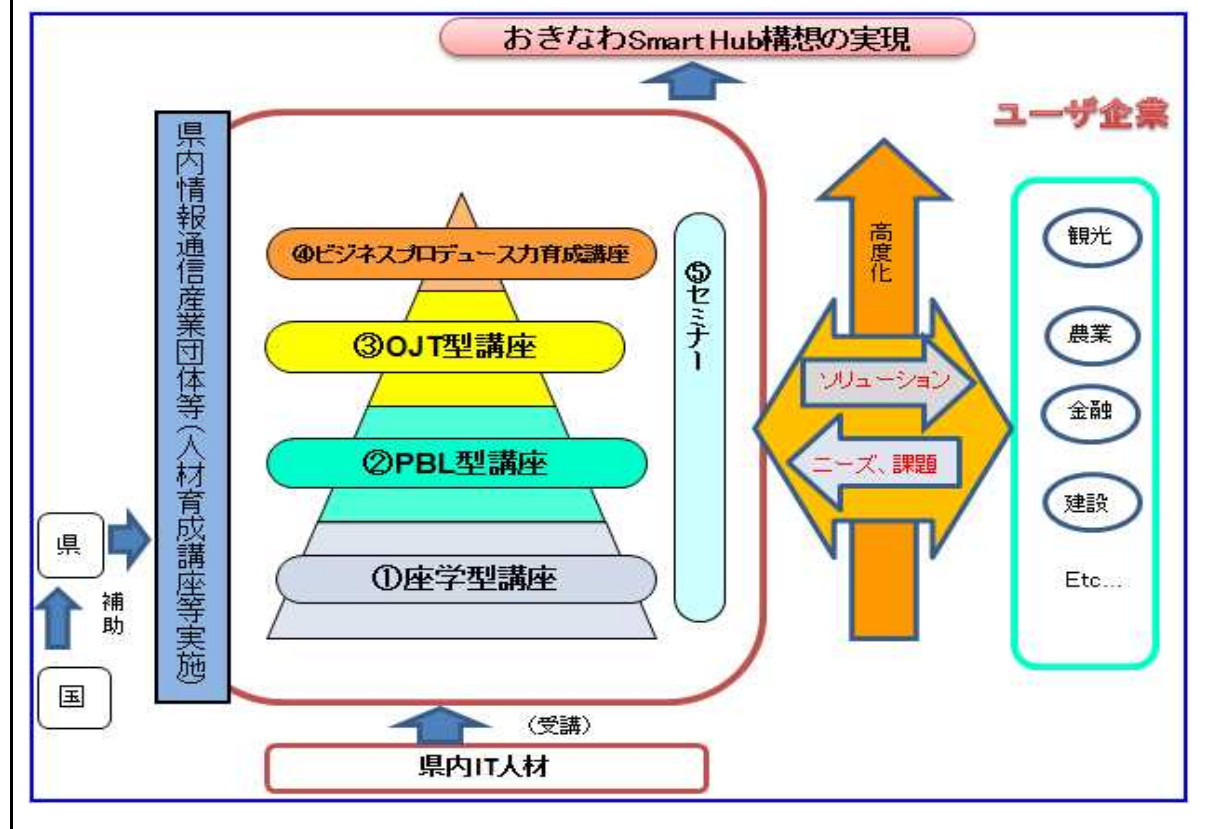 おきなわSmart Hub構想の実現
ユーザ企業
県内情報通信産業団体等(人材育成講座等実施)
④ビジネスプロデュース力育成講座
③OJT型講座
②PBL型講座
①座学型講座
⑤セミナー
高度化
ソリューション
ニーズ、課題
観光
農業
金融
建設
Etc…
県
補助
国
(受講)
県内IT人材